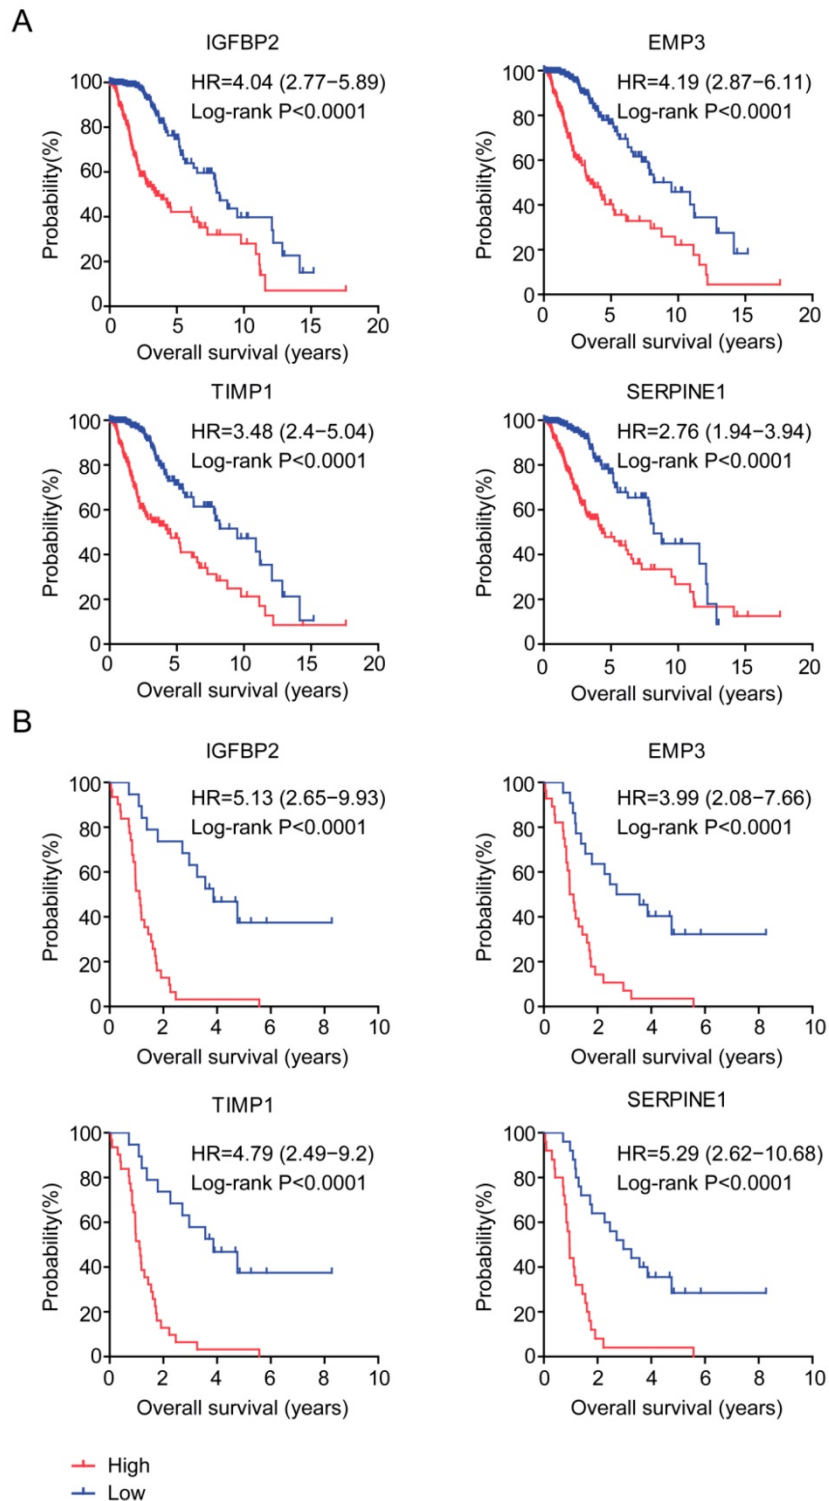 A
IGFBP2
HR=4.04 (2.77−5.89)
Log-rank P<0.0001
Probability(%)
100
80
60
40
20
0
0 5 10 15 20
Overall survival (years)
EMP3
HR=4.19 (2.87−6.11)
Log-rank P<0.0001
Probability(%)
100
80
60
40
20
0
0 5 10 15 20
Overall survival (years)
TIMP1
HR=3.48 (2.4−5.04)
Log-rank P<0.0001
Probability(%)
100
80
60
40
20
0
0 5 10 15 20
Overall survival (years)
SERPINE1
HR=2.76 (1.94−3.94)
Log-rank P<0.0001
Probability(%)
100
80
60
40
20
0
0 5 10 15 20
Overall survival (years)
B
IGFBP2
HR=5.13 (2.65−9.93)
Log-rank P<0.0001
Probability(%)
100
80
60
40
20
0
0 2 4 6 8 10
Overall survival (years)
EMP3
HR=3.99 (2.08−7.66)
Log-rank P<0.0001
Probability(%)
100
80
60
40
20
0
0 2 4 6 8 10
Overall survival (years)
TIMP1
HR=4.79 (2.49−9.2)
Log-rank P<0.0001
Probability(%)
100
80
60
40
20
0
0 2 4 6 8 10
Overall survival (years)
SERPINE1
HR=5.29 (2.62−10.68)
Log-rank P<0.0001
Probability(%)
100
80
60
40
20
0
0 2 4 6 8 10
Overall survival (years)
High
Low